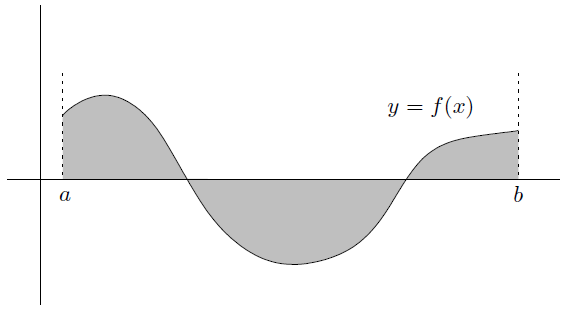 y = f(x)
a
b